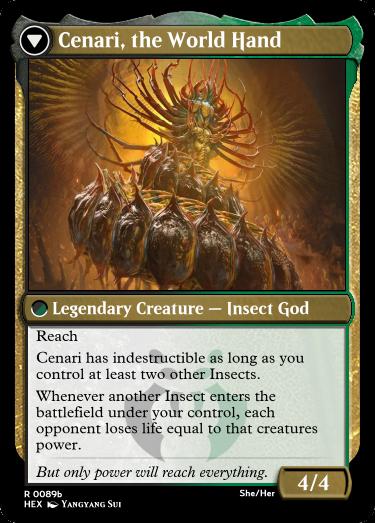 Cenari, the World Hand
Legendary Creature — Insect God
Reach
Cenari has indestructible as long as you
control at least two other Insects.
Whenever another Insect enters the
battlefield under your control, each
opponent loses life equal to that creatures
power.
But only power will reach everything.
4/4
R 0089b
She/Her
HEX Yangyang Sui